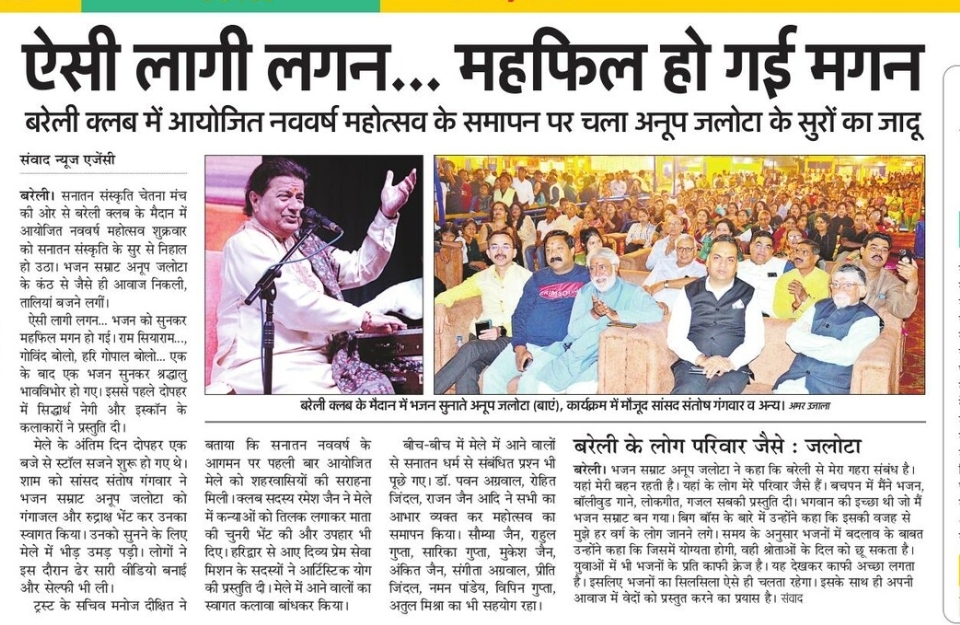 ऐसी लागी लगन... महफिल हो गई मगन
बरेली क्लब में आयोजित नववर्ष महोत्सव के समापन पर चला अनूप जलोटा के सुरों का जादू
संवाद न्यूज एजेंसी
बरेली। सनातन संस्कृति चेतना मंच
की ओर से बरेली क्लब के मैदान में
आयोजित नववर्ष महोत्सव शुक्रवार
को सनातन संस्कृति के सुर से निहाल
हो उठा। भजन सम्राट अनूप जलोटा
के कंठ से जैसे ही आवाज निकली,
तालियां बजने लगीं।
ऐसी लागी लगन... भजन को सुनकर
महफिल मगन हो गई। राम सियाराम...,
गोविंद बोलो, हरि गोपाल बोलो... एक
के बाद एक भजन सुनकर श्रद्धालु
भावविभोर हो गए। इससे पहले दोपहर
में सिद्धार्थ नेगी और इस्कॉन के
कलाकारों ने प्रस्तुति दी।
मेले के अंतिम दिन दोपहर एक
बजे से स्टॉल सजने शुरू हो गए थे।
शाम को सांसद संतोष गंगवार ने
भजन सम्राट अनूप जलोटा को
गंगाजल और रुद्राक्ष भेंट कर उनका
स्वागत किया। उनको सुनने के लिए
मेले में भीड़ उमड़ पड़ी। लोगों ने
इस दौरान ढेर सारी वीडियो बनाई
और सेल्फी भी ली।
ट्रस्ट के सचिव मनोज दीक्षित ने
बरेली क्लब के मैदान में भजन सुनाते अनूप जलोटा (बाएं), कार्यक्रम में मौजूद सांसद संतोष गंगवार व अन्य। अमर उजाला
बताया कि सनातन नववर्ष के
आगमन पर पहली बार आयोजित
मेले को शहरवासियों की सराहना
मिली। क्लब सदस्य रमेश जैन ने मेले
में कन्याओं को तिलक लगाकर माता
की चुनरी भेंट की और उपहार भी
दिए। हरिद्वार से आए दिव्य प्रेम सेवा
मिशन के सदस्यों ने आर्टिस्टिक योग
की प्रस्तुति दी। मेले में आने वालों का
स्वागत कलावा बांधकर किया।
बीच-बीच में मेले में आने वालों
से सनातन धर्म से संबंधित प्रश्न भी
पूछे गए। डॉ. पवन अग्रवाल, रोहित
जिंदल, राजन जैन आदि ने सभी का
आभार व्यक्त कर महोत्सव का
समापन किया। सौम्या जैन, राहुल
गुप्ता, सारिका गुप्ता, मुकेश जैन,
अंकित जैन, संगीता अग्रवाल, प्रीति
जिंदल, नमन पांडेय, विपिन गुप्ता,
अतुल मिश्रा का भी सहयोग रहा।
बरेली के लोग परिवार जैसे : जलोटा
बरेली। भजन सम्राट अनूप जलोटा ने कहा कि बरेली से मेरा गहरा संबंध है।
यहां मेरी बहन रहती है। यहां के लोग मेरे परिवार जैसे हैं। बचपन में मैंने भजन,
बॉलीवुड गाने, लोकगीत, गजल सबकी प्रस्तुति दी। भगवान की इच्छा थी जो मैं
भजन सम्राट बन गया। बिग बॉस के बारे में उन्होंने कहा कि इसकी वजह से
मुझे हर वर्ग के लोग जानने लगे। समय के अनुसार भजनों में बदलाव के बाबत
उन्होंने कहा कि जिसमें योग्यता होगी, वही श्रोताओं के दिल को छू सकता है।
युवाओं में भी भजनों के प्रति काफी क्रेज है। यह देखकर काफी अच्छा लगता
है। इसलिए भजनों का सिलसिला ऐसे ही चलता रहेगा। इसके साथ ही अपनी
आवाज में वेदों को प्रस्तुत करने का प्रयास है। संवाद